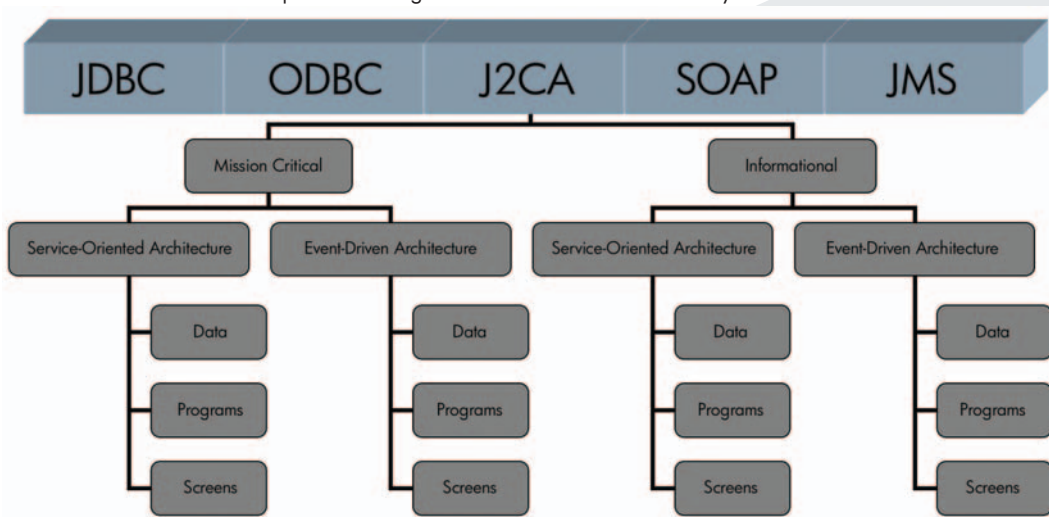 JDBC ODBC J2CA SOAP JMS
Mission Critical Informational
Service-Oriented Architecture Event-Driven Architecture Service-Oriented Architecture Event-Driven Architecture
Data Data Data Data
Programs Programs Programs Programs
Screens Screens Screens Screens